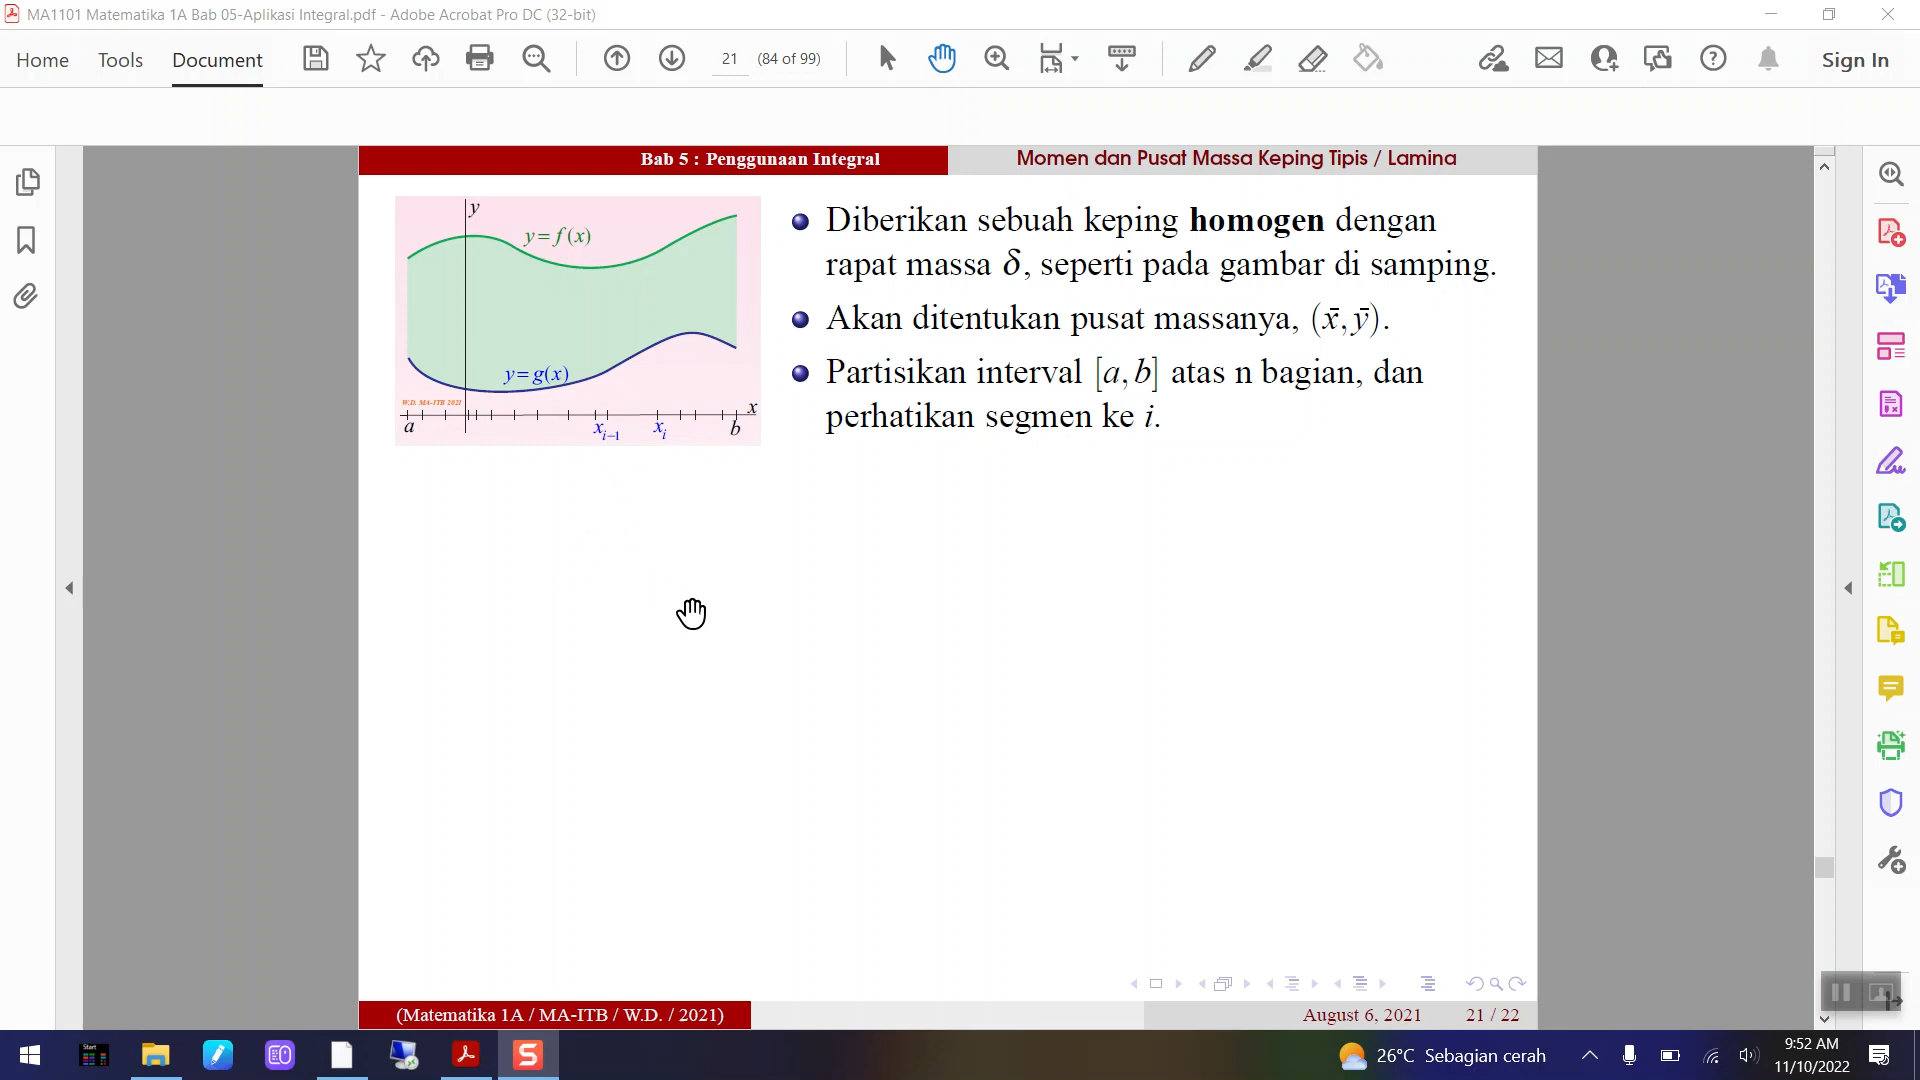 MA1101 Matematika 1A Bab 05-Aplikasi Integral.pdf - Adobe Acrobat Pro DC (32-bit)
Home Tools Document 21 (84 of 99) Sign In
Bab 5 : Penggunaan Integral Momen dan Pusat Massa Keping Tipis / Lamina
y
y=f(x)
y=g(x)
W.D. MA-ITB 2021
x
a x_{i-1} x_i b
Diberikan sebuah keping homogen dengan
rapat massa δ, seperti pada gambar di samping.
Akan ditentukan pusat massanya, (x̄,ȳ).
Partisikan interval [a,b] atas n bagian, dan
perhatikan segmen ke i.
(Matematika 1A / MA-ITB / W.D. / 2021) August 6, 2021 21 / 22
Start
26°C Sebagian cerah
9:52 AM
11/10/2022